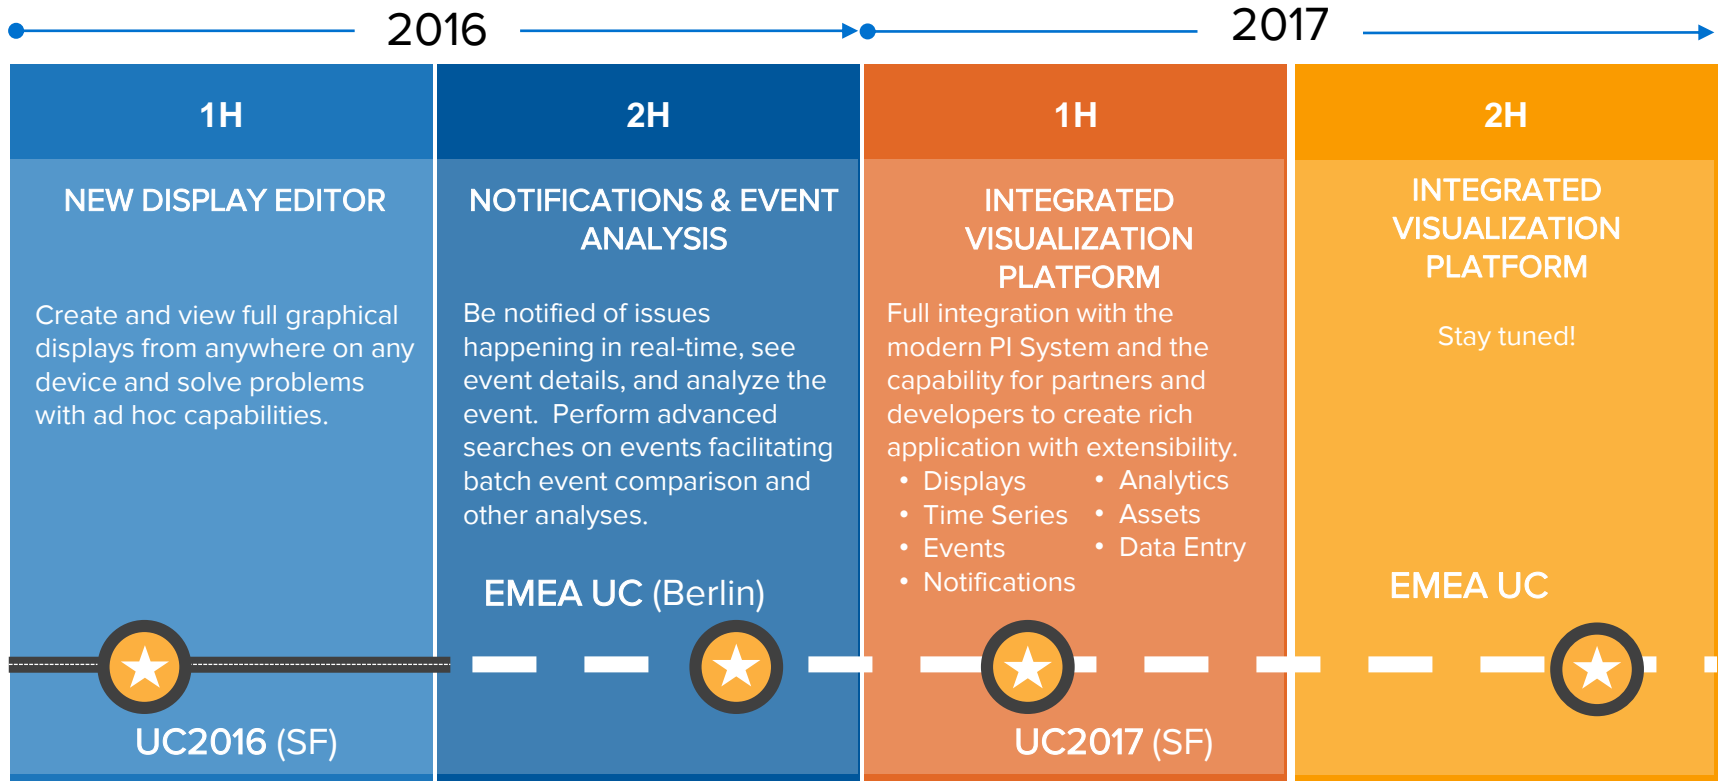 2016
2017
1H
2H
1H
2H
NEW DISPLAY EDITOR
Create and view full graphical
displays from anywhere on any
device and solve problems
with ad hoc capabilities.
UC2016 (SF)
NOTIFICATIONS & EVENT
ANALYSIS
Be notified of issues
happening in real-time, see
event details, and analyze the
event.  Perform advanced
searches on events facilitating
batch event comparison and
other analyses.
EMEA UC (Berlin)
INTEGRATED
VISUALIZATION
PLATFORM
Full integration with the
modern PI System and the
capability for partners and
developers to create rich
application with extensibility.
• Displays
• Time Series
• Events
• Notifications
• Analytics
• Assets
• Data Entry
UC2017 (SF)
INTEGRATED
VISUALIZATION
PLATFORM
Stay tuned!
EMEA UC